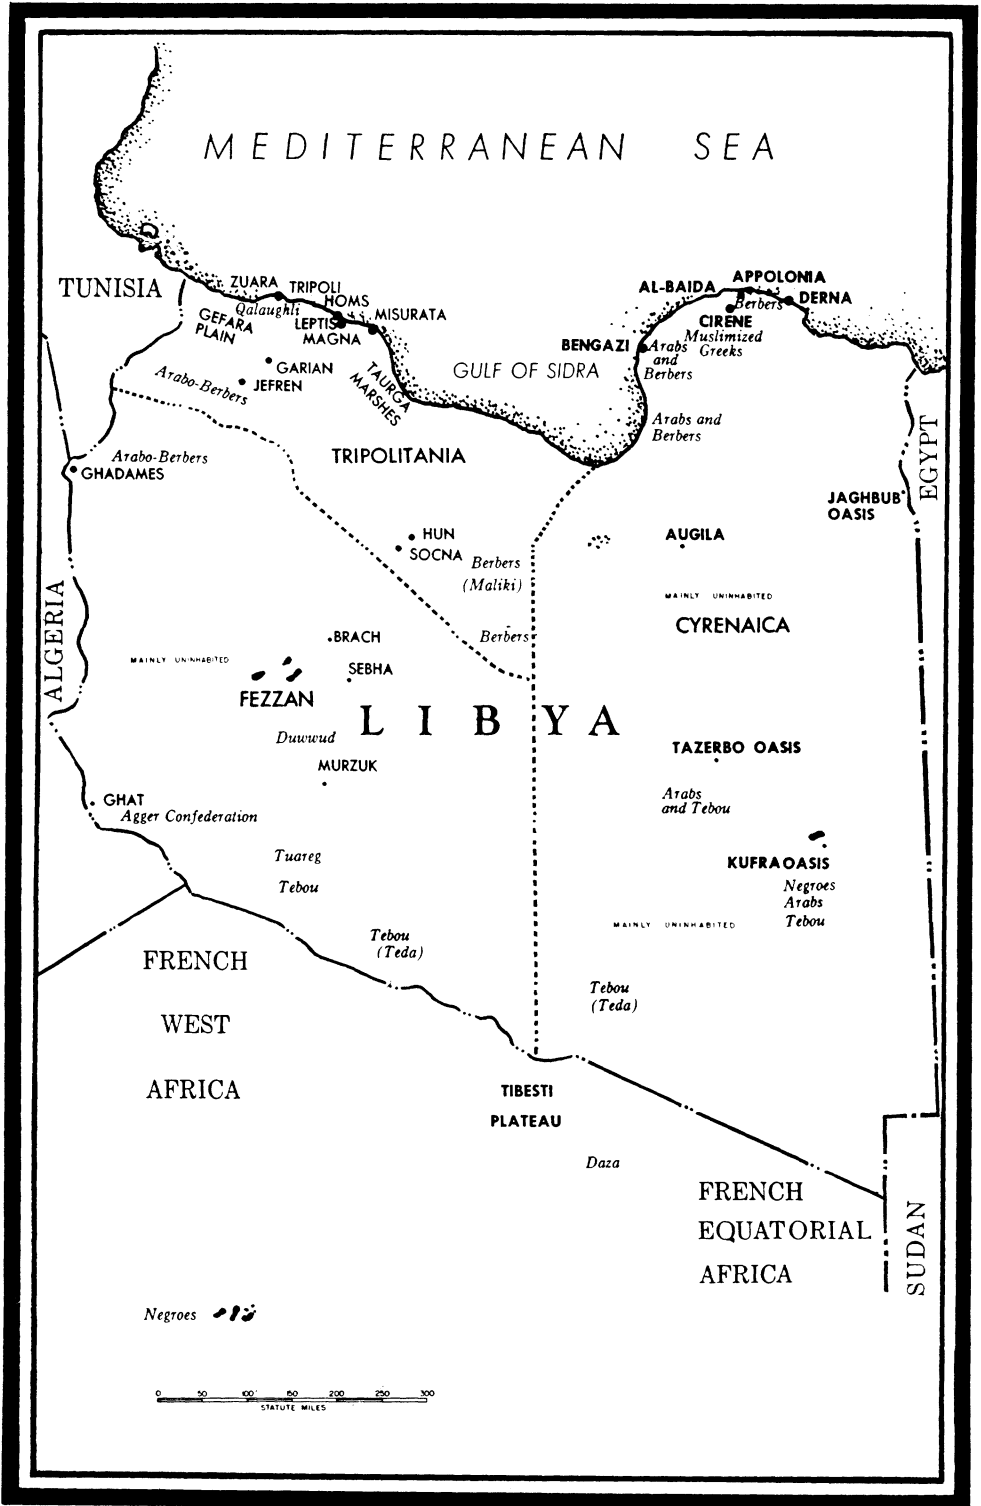 MEDITERRANEAN SEA
TUNISIA
ZUARA
TRIPOLI
Qalaughli
HOMS
GEFARA
PLAIN
LEPTIS
MAGNA
MISURATA
GARIAN
JEFREN
Arabo-Berbers
TAURGA
MARSHES
GULF OF SIDRA
AL-BAIDA
APPOLONIA
Berbers
DERNA
CIRENE
Muslimized
Greeks
BENGAZI
Arabs
and
Berbers
Arabs and
Berbers
EGYPT
Arabo-Berbers
GHADAMES
TRIPOLITANIA
JAGHBUB
OASIS
HUN
SOCNA
Berbers
(Maliki)
AUGILA
MAINLY UNINHABITED
CYRENAICA
ALGERIA
BRACH
Berbers
MAINLY UNINHABITED
SEBHA
FEZZAN
LIBYA
Duwwud
MURZUK
TAZERBO OASIS
GHAT
Agger Confederation
Arabs
and Tebou
Tuareg
Tebou
KUFRA OASIS
Negroes
Arabs
Tebou
MAINLY UNINHABITED
Tebou
(Teda)
Tebou
(Teda)
FRENCH
WEST
AFRICA
TIBESTI
PLATEAU
Daza
FRENCH
EQUATORIAL
AFRICA
SUDAN
Negroes
0 50 100 150 200 250 300
STATUTE MILES